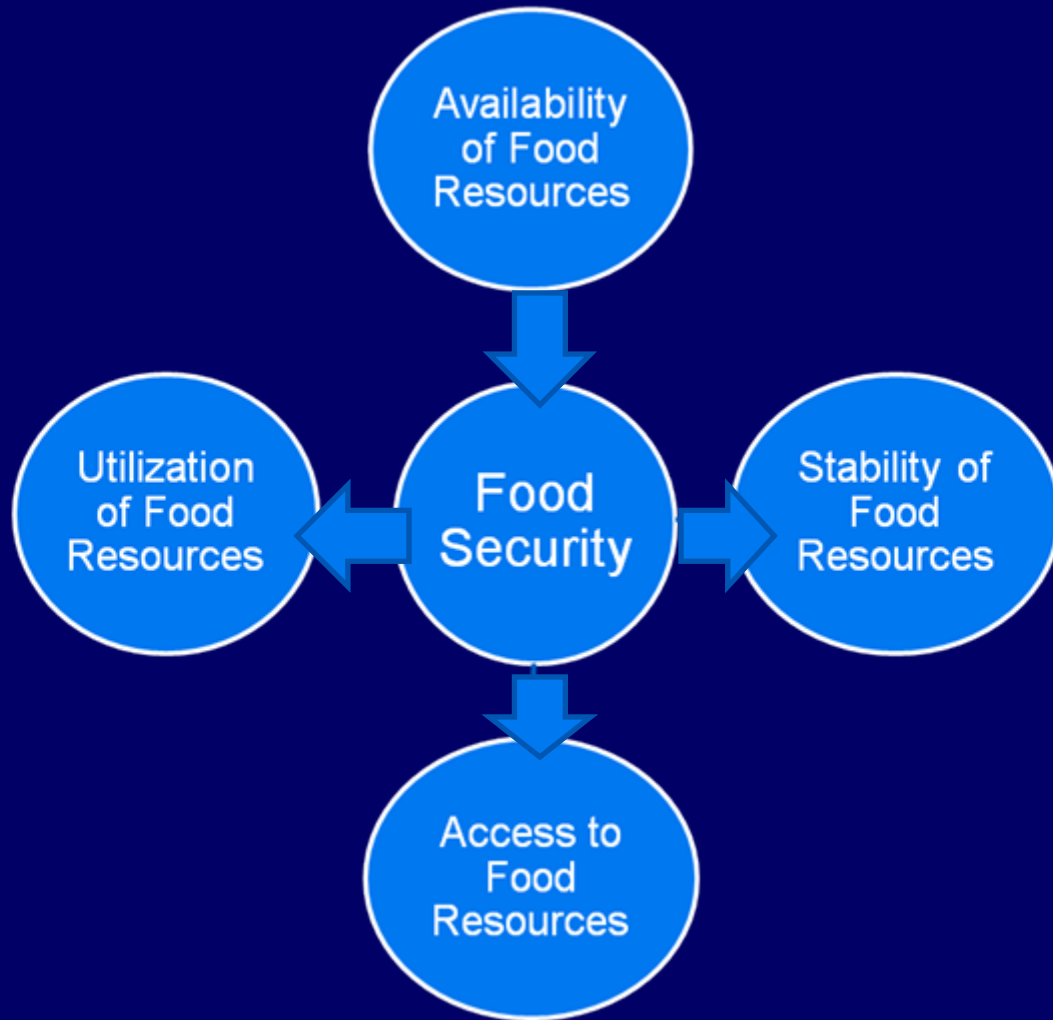 Availability
of Food
Resources
Utilization
of Food
Resources
Food
Security
Stability of
Food
Resources
Access to
Food
Resources